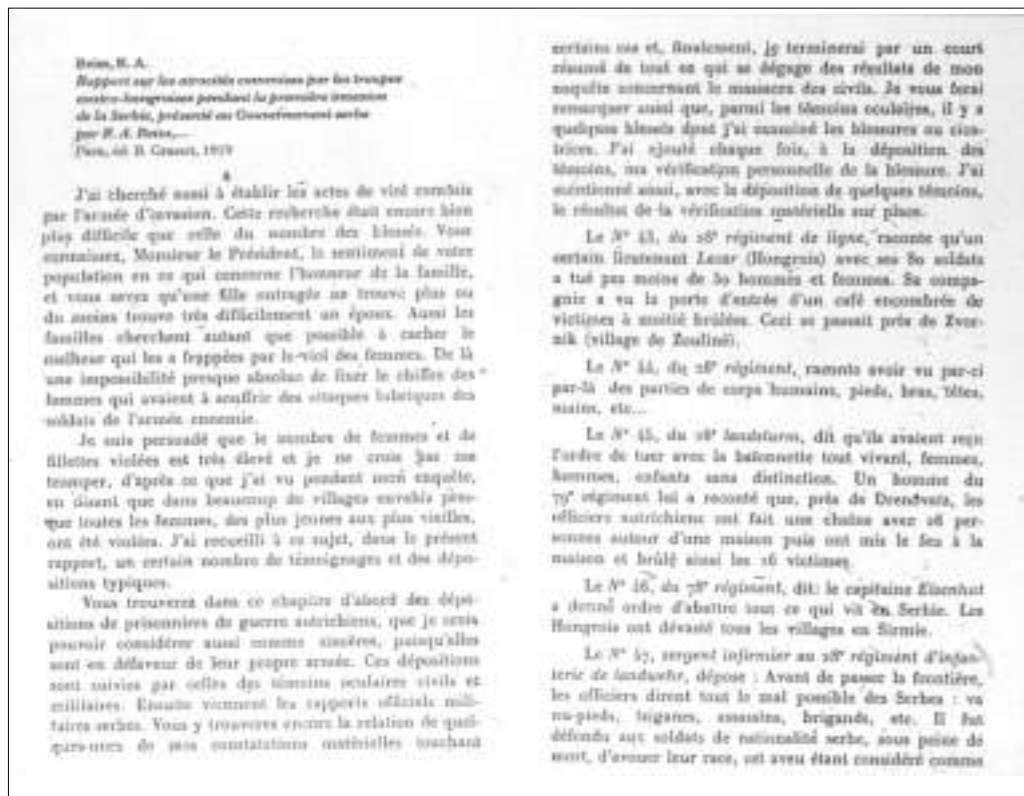 Reiss, R. A.
Rapport sur les atrocités commises par les troupes
austro-hongroises pendant la première invasion
de la Serbie, présenté au Gouvernement serbe
par R. A. Reiss,...
Paris, éd. B. Grasset, 1919
J'ai cherché aussi à établir les actes de viol commis
par l'armée d'invasion. Cette recherche était encore bien
plus difficile que celle du nombre des blessés. Vous
connaissez, Monsieur le Président, le sentiment de votre
population en ce qui concerne l'honneur de la famille,
et vous savez qu'une fille outragée ne trouve plus ou
du moins trouve très difficilement un époux. Aussi les
familles cherchent autant que possible à cacher le
malheur qui les a frappées par le viol des femmes. De là
une impossibilité presque absolue de fixer le chiffre des
femmes qui avaient à souffrir des attaques lubriques des
soldats de l'armée ennemie.
Je suis persuadé que le nombre de femmes et de
fillettes violées est très élevé et je ne crois pas me
tromper, d'après ce que j'ai vu pendant mon enquête,
en disant que dans beaucoup de villages envahis pres-
que toutes les femmes, des plus jeunes aux plus vieilles,
ont été violées. J'ai recueilli à ce sujet, dans le présent
rapport, un certain nombre de témoignages et des dépo-
sitions typiques.
Vous trouverez dans ce chapitre d'abord des dépo-
sitions de prisonniers de guerre autrichiens, que je crois
pouvoir considérer aussi comme sincères, puisqu'elles
sont en défaveur de leur propre armée. Ces dépositions
sont suivies par celles des témoins oculaires civils et
militaires. Ensuite viennent les rapports officiels mili-
taires serbes. Vous y trouverez encore la relation de quel-
ques-unes de mes constatations matérielles touchant
certains cas et, finalement, je terminerai par un court
résumé de tout ce qui se dégage des résultats de mon
enquête concernant le massacre des civils. Je vous ferai
remarquer aussi que, parmi les témoins oculaires, il y a
quelques blessés dont j'ai examiné les blessures ou cica-
trices. J'ai ajouté chaque fois, à la déposition des
témoins, ma vérification personnelle de la blessure. J'ai
mentionné aussi, avec la déposition de quelques témoins,
le résultat de la vérification matérielle sur place.
Le N° 43, du 28e régiment de ligne, raconte qu'un
certain lieutenant Lecar (Hongrois) avec ses 80 soldats
a tué pas moins de 50 hommes et femmes. Sa compa-
gnie a vu la porte d'entrée d'un café encombrée de
victimes à moitié brûlées. Ceci se passait près de Zvor-
nik (village de Zouliné).
Le N° 44, du 28e régiment, raconte avoir vu par-ci
par-là des parties de corps humains, pieds, bras, têtes,
mains, etc...
Le N° 45, du 28e landsturm, dit qu'ils avaient reçu
l'ordre de tuer avec la baïonnette tout vivant, femmes,
hommes, enfants sans distinction. Un homme du
79e régiment lui a raconté que, près de Drenovats, les
officiers autrichiens ont fait une chaîne avec 26 per-
sonnes autour d'une maison puis ont mis le feu à la
maison et brûlé ainsi les 26 victimes.
Le N° 46, du 78e régiment, dit: le capitaine Eisenhut
a donné ordre d'abattre tout ce qui vit en Serbie. Les
Hongrois ont dévasté tous les villages en Sirmie.
Le N° 47, sergent infirmier au 28e régiment d'infan-
terie de landwehr, dépose : Avant de passer la frontière,
les officiers dirent tout le mal possible des Serbes : va
nu-pieds, tziganes, assassins, brigands, etc. Il fut
défendu aux soldats de nationalité serbe, sous peine de
mort, d'avouer leur race, cet aveu étant considéré comme